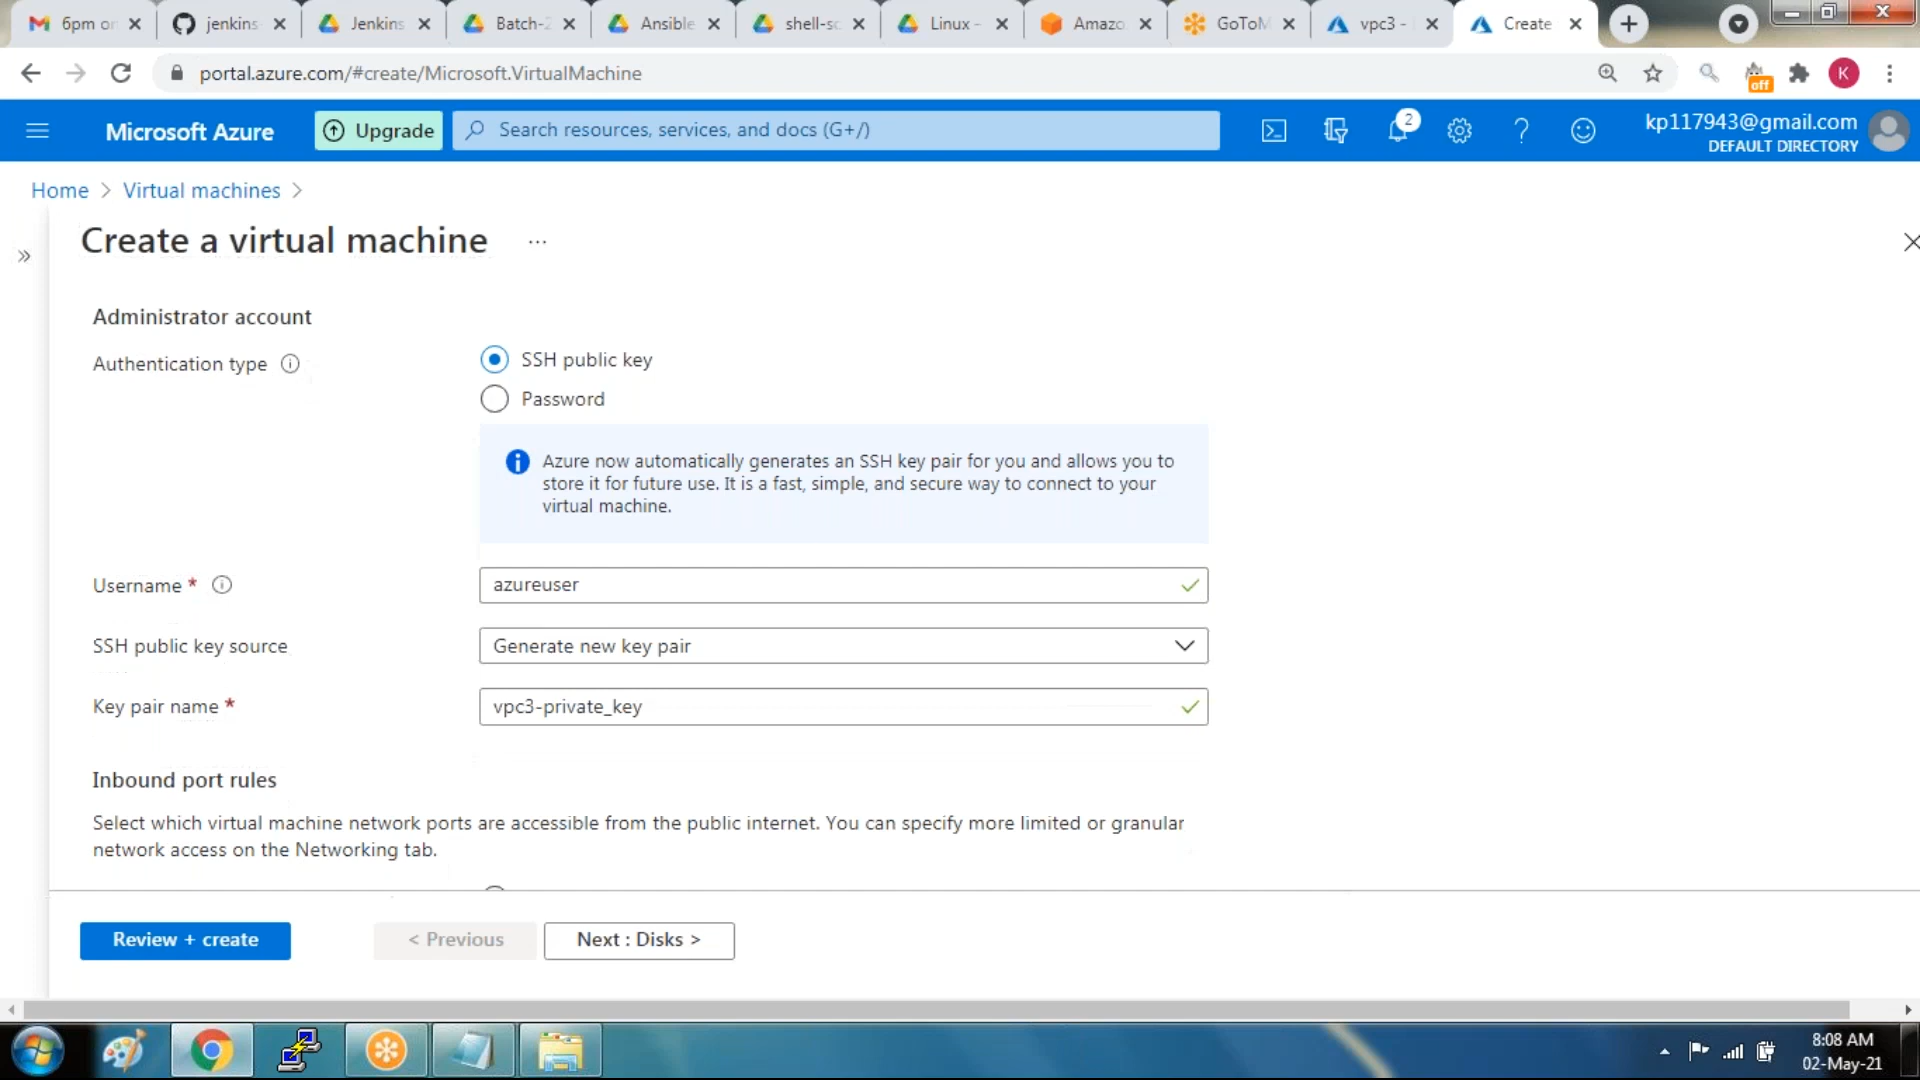 6pm on
jenkins
Jenkins
Batch-2
Ansible
shell-sc
Linux -
Amazo
GoToM
vpc3 -
Create
portal.azure.com/#create/Microsoft.VirtualMachine
off
K
Microsoft Azure
Upgrade
Search resources, services, and docs (G+/)
2
kp117943@gmail.com
DEFAULT DIRECTORY
Home > Virtual machines >
Create a virtual machine ...
Administrator account
Authentication type
SSH public key
Password
Azure now automatically generates an SSH key pair for you and allows you to
store it for future use. It is a fast, simple, and secure way to connect to your
virtual machine.
Username *
azureuser
SSH public key source
Generate new key pair
Key pair name *
vpc3-private_key
Inbound port rules
Select which virtual machine network ports are accessible from the public internet. You can specify more limited or granular
network access on the Networking tab.
Review + create
< Previous
Next : Disks >
8:08 AM
02-May-21